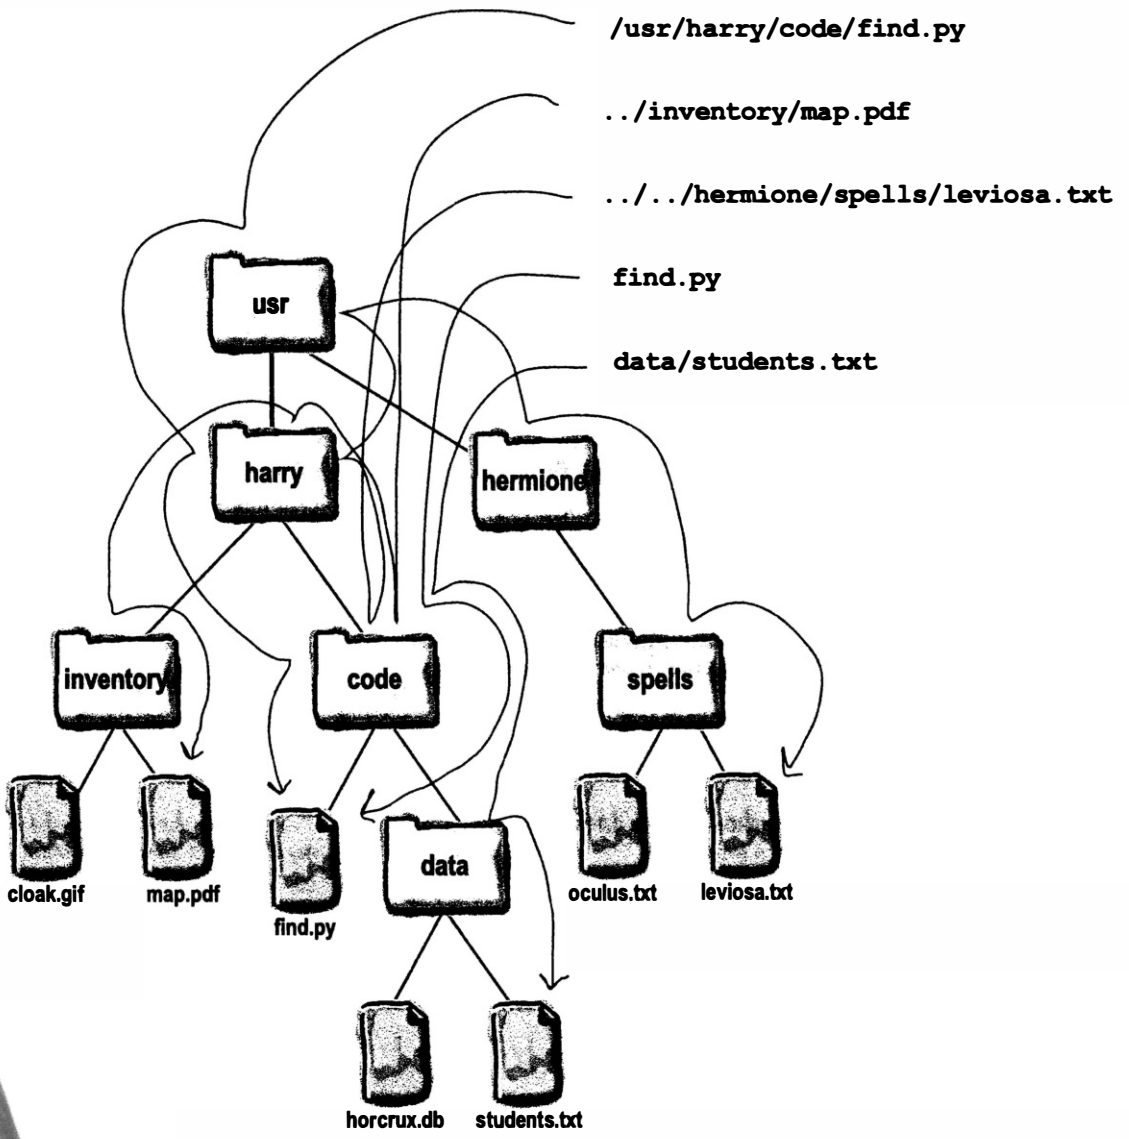 /usr/harry/code/find.py
../inventory/map.pdf
../../hermione/spells/leviosa.txt
find.py
data/students.txt
usr
harry
hermione
inventory
code
spells
cloak.gif
map.pdf
find.py
data
oculus.txt
leviosa.txt
horcrux.db
students.txt